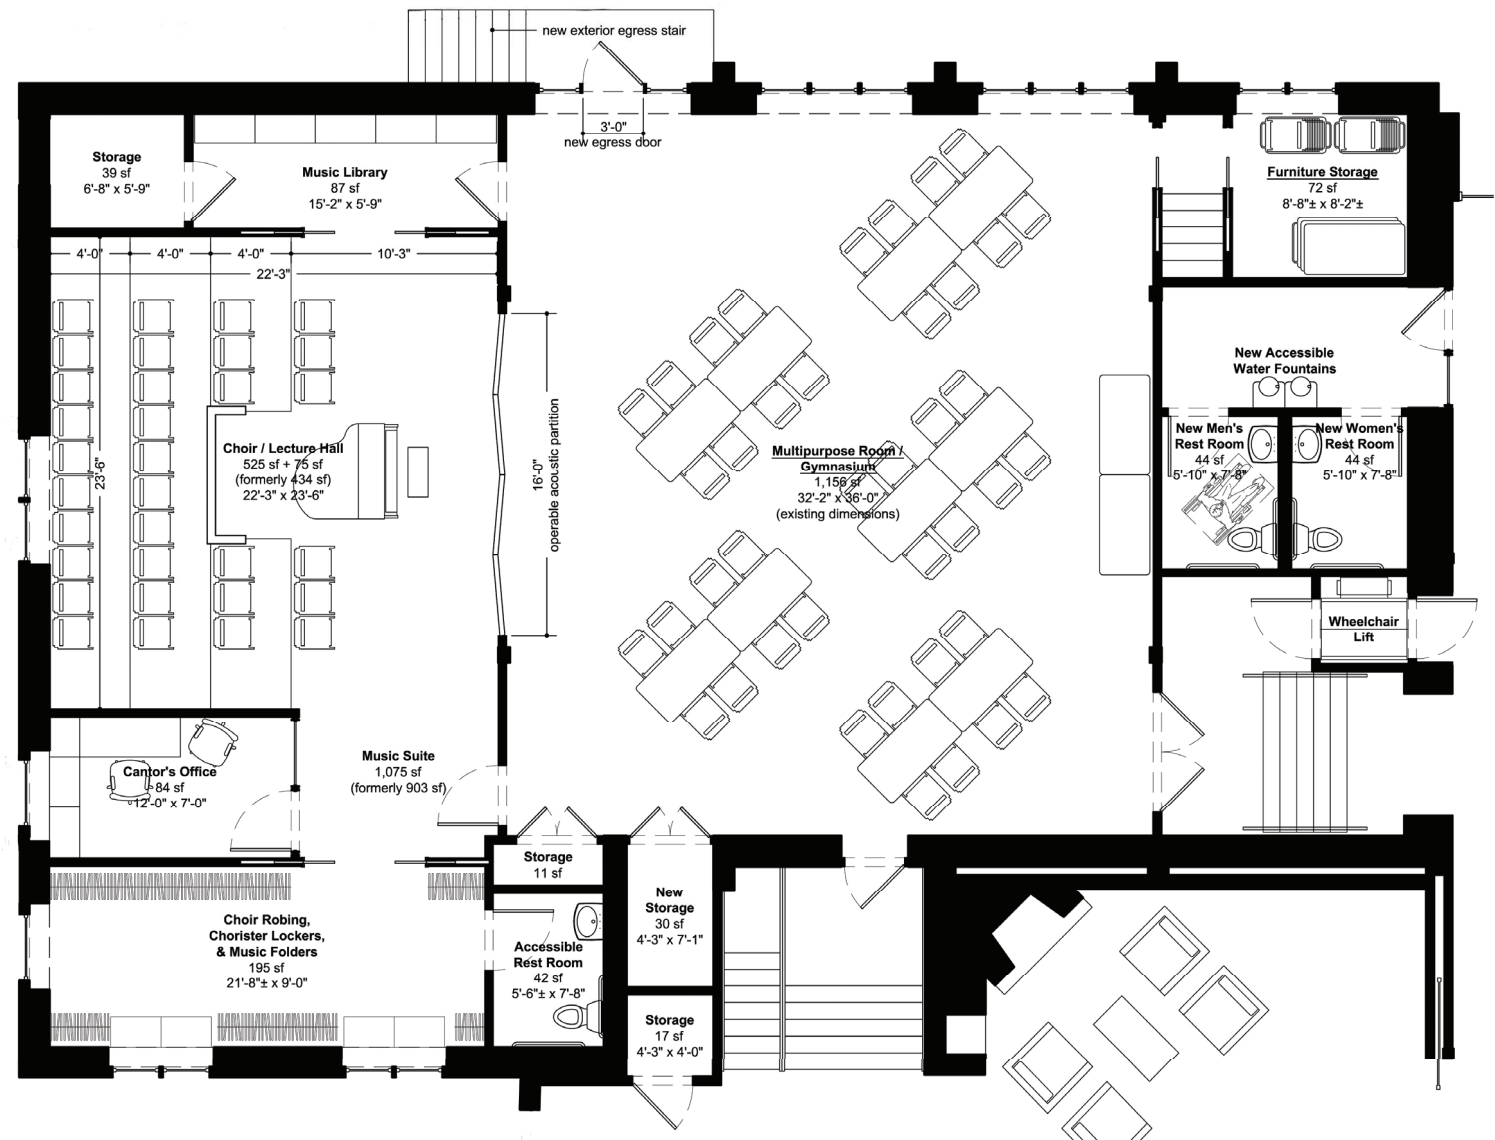 new exterior egress stair
3'-0"
new egress door
Storage
39 sf
6'-8" x 5'-9"
Music Library
87 sf
15'-2" x 5'-9"
Furniture Storage
72 sf
8'-8"± x 8'-2"±
4'-0"
4'-0"
4'-0"
10'-3"
22'-3"
23'-6"
Choir / Lecture Hall
525 sf + 75 sf
(formerly 434 sf)
22'-3" x 23'-6"
16'-0"
operable acoustic partition
Multipurpose Room /
Gymnasium
1,156 sf
32'-2" x 36'-0"
(existing dimensions)
New Accessible
Water Fountains
New Men's
Rest Room
44 sf
5'-10" x 7'-8"
New Women's
Rest Room
44 sf
5'-10" x 7'-8"
Wheelchair
Lift
Music Suite
1,075 sf
(formerly 903 sf)
Cantor's Office
84 sf
12'-0" x 7'-0"
Storage
11 sf
New
Storage
30 sf
4'-3" x 7'-1"
Choir Robing,
Chorister Lockers,
& Music Folders
195 sf
21'-8"± x 9'-0"
Accessible
Rest Room
42 sf
5'-6"± x 7'-8"
Storage
17 sf
4'-3" x 4'-0"